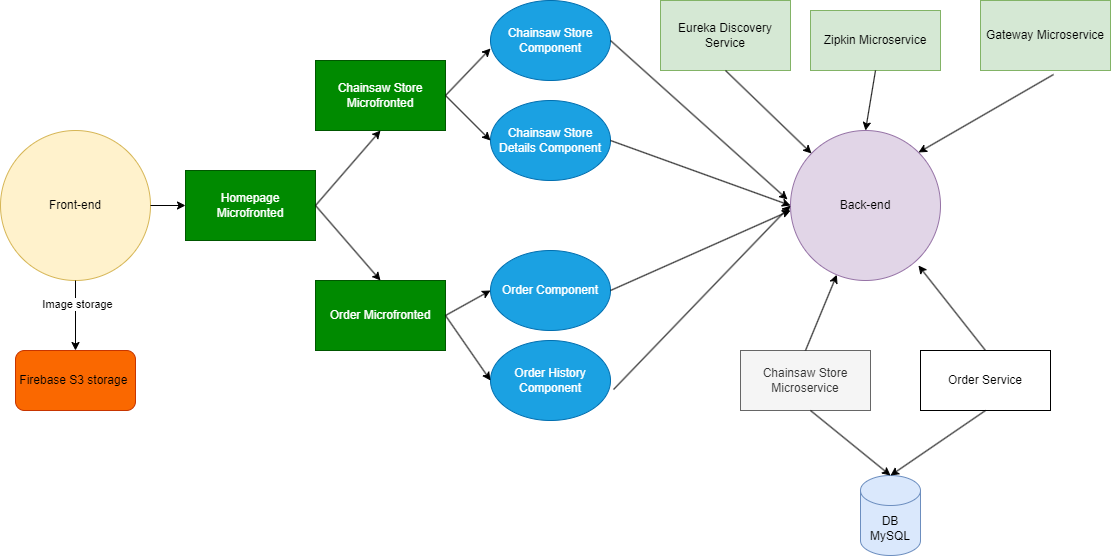 Front-end
Image storage
Firebase S3 storage
Homepage
Microfronted
Chainsaw Store
Microfronted
Order Microfronted
Chainsaw Store
Component
Chainsaw Store
Details Component
Order Component
Order History
Component
Eureka Discovery
Service
Zipkin Microservice
Gateway Microservice
Back-end
Chainsaw Store
Microservice
Order Service
DB
MySQL